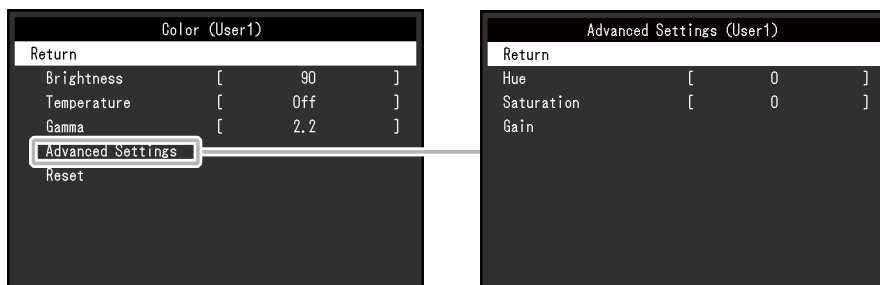 Color (User1)
Return
Brightness [ 90 ]
Temperature [ Off ]
Gamma [ 2.2 ]
Advanced Settings
Reset
Advanced Settings (User1)
Return
Hue [ 0 ]
Saturation [ 0 ]
Gain